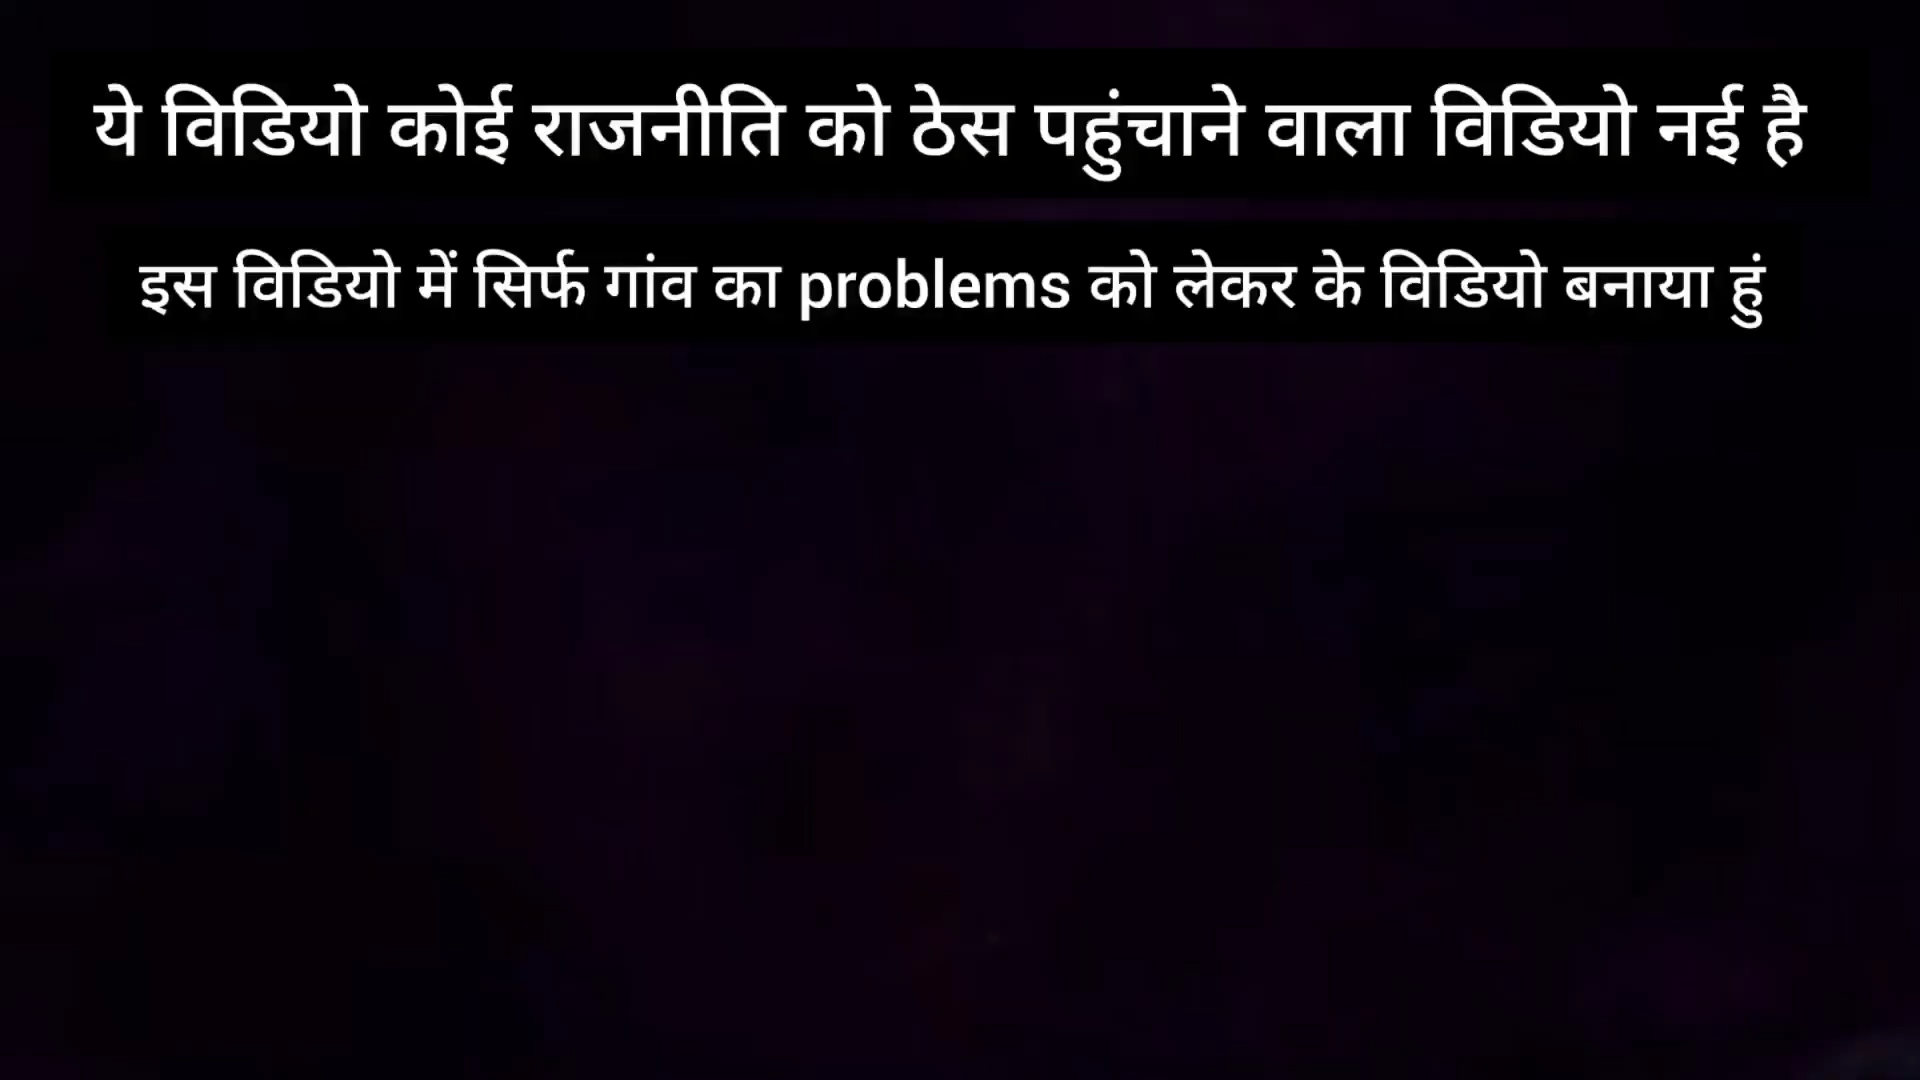 ये विडियो कोई राजनीति को ठेस पहुंचाने वाला विडियो नई है
इस विडियो में सिर्फ गांव का problems को लेकर के विडियो बनाया हुं